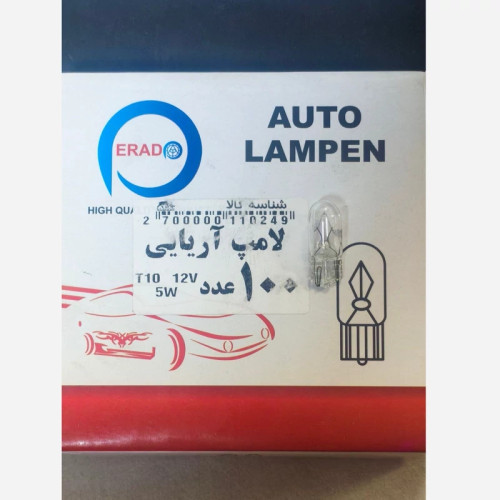 ERADO
HIGH QUA
AUTO
LAMPEN
شناسه کالا
2 700000 110249
لامپ آریایی
T10 12V
5W
۱۰۰ عدد